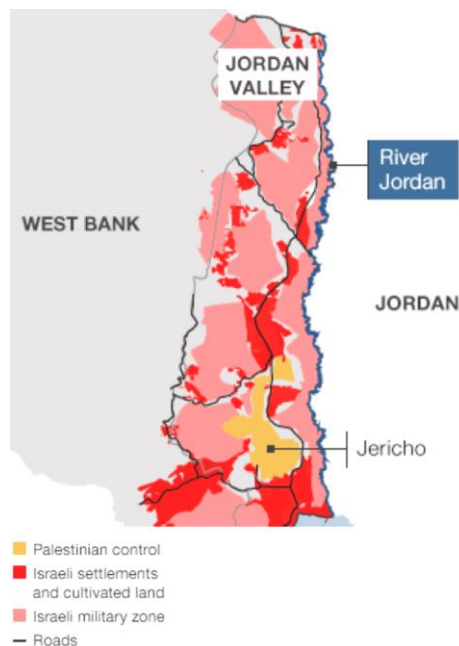 JORDAN
VALLEY
River
Jordan
WEST BANK
JORDAN
Jericho
Palestinian control
Israeli settlements
and cultivated land
Israeli military zone
Roads